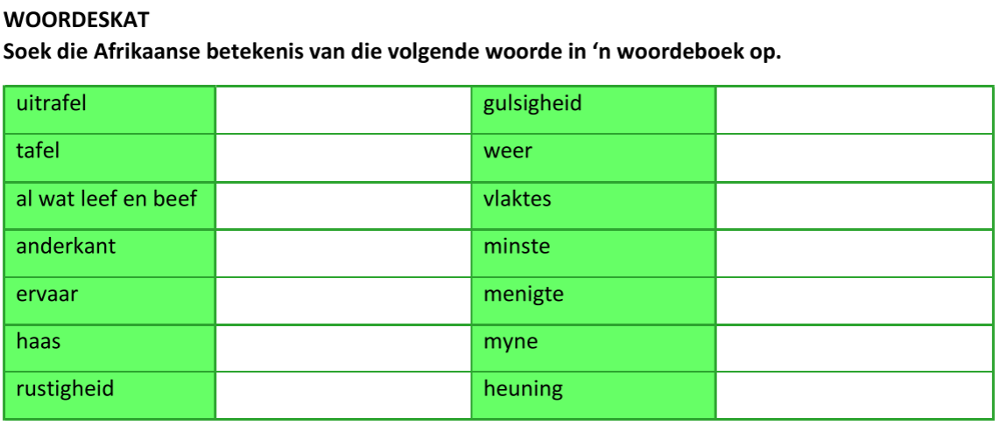 WOORDESKAT
Soek die Afrikaanse betekenis van die volgende woorde in ‘n woordeboek op.
uitrafel gulsigheid
tafel weer
al wat leef en beef vlaktes
anderkant minste
ervaar menigte
haas myne
rustigheid heuning